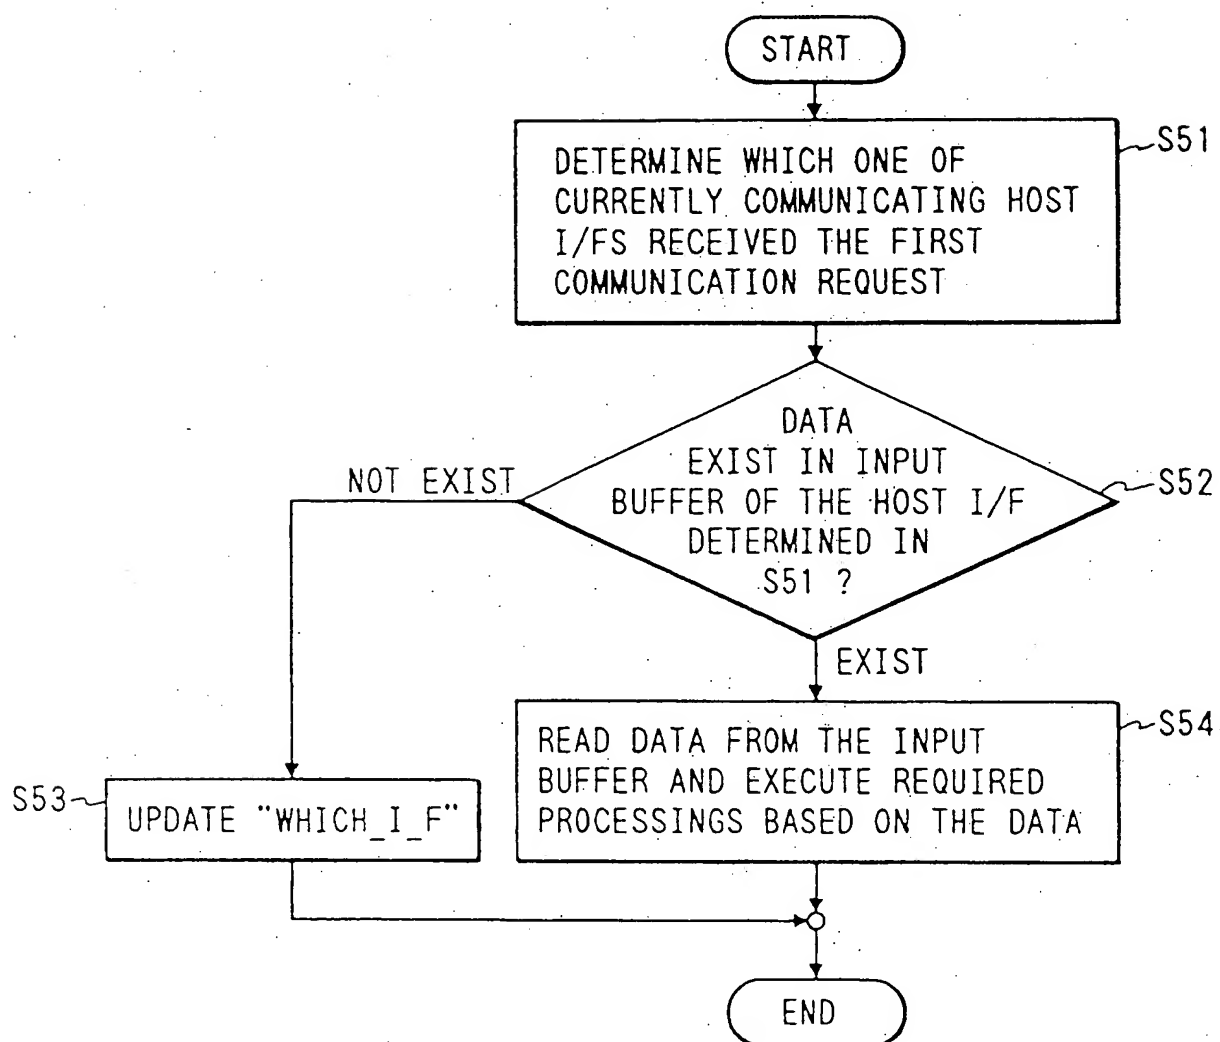 START
S51
DETERMINE WHICH ONE OF
CURRENTLY COMMUNICATING HOST
I/FS RECEIVED THE FIRST
COMMUNICATION REQUEST
DATA
EXIST IN INPUT
BUFFER OF THE HOST I/F
DETERMINED IN
S51 ?
S52
NOT EXIST
EXIST
S53
UPDATE "WHICH_I_F"
S54
READ DATA FROM THE INPUT
BUFFER AND EXECUTE REQUIRED
PROCESSINGS BASED ON THE DATA
END